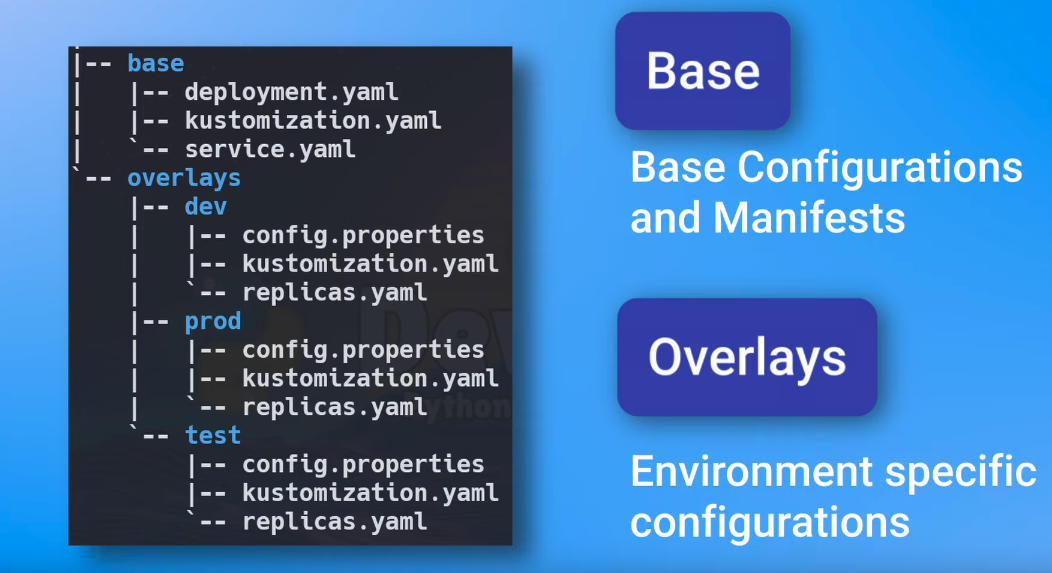 |-- base
|   |-- deployment.yaml
|   |-- kustomization.yaml
|   `-- service.yaml
`-- overlays
    |-- dev
    |   |-- config.properties
    |   |-- kustomization.yaml
    |   `-- replicas.yaml
    |-- prod
    |   |-- config.properties
    |   |-- kustomization.yaml
    |   `-- replicas.yaml
    `-- test
        |-- config.properties
        |-- kustomization.yaml
        `-- replicas.yaml
Base
Base Configurations
and Manifests
Overlays
Environment specific
configurations